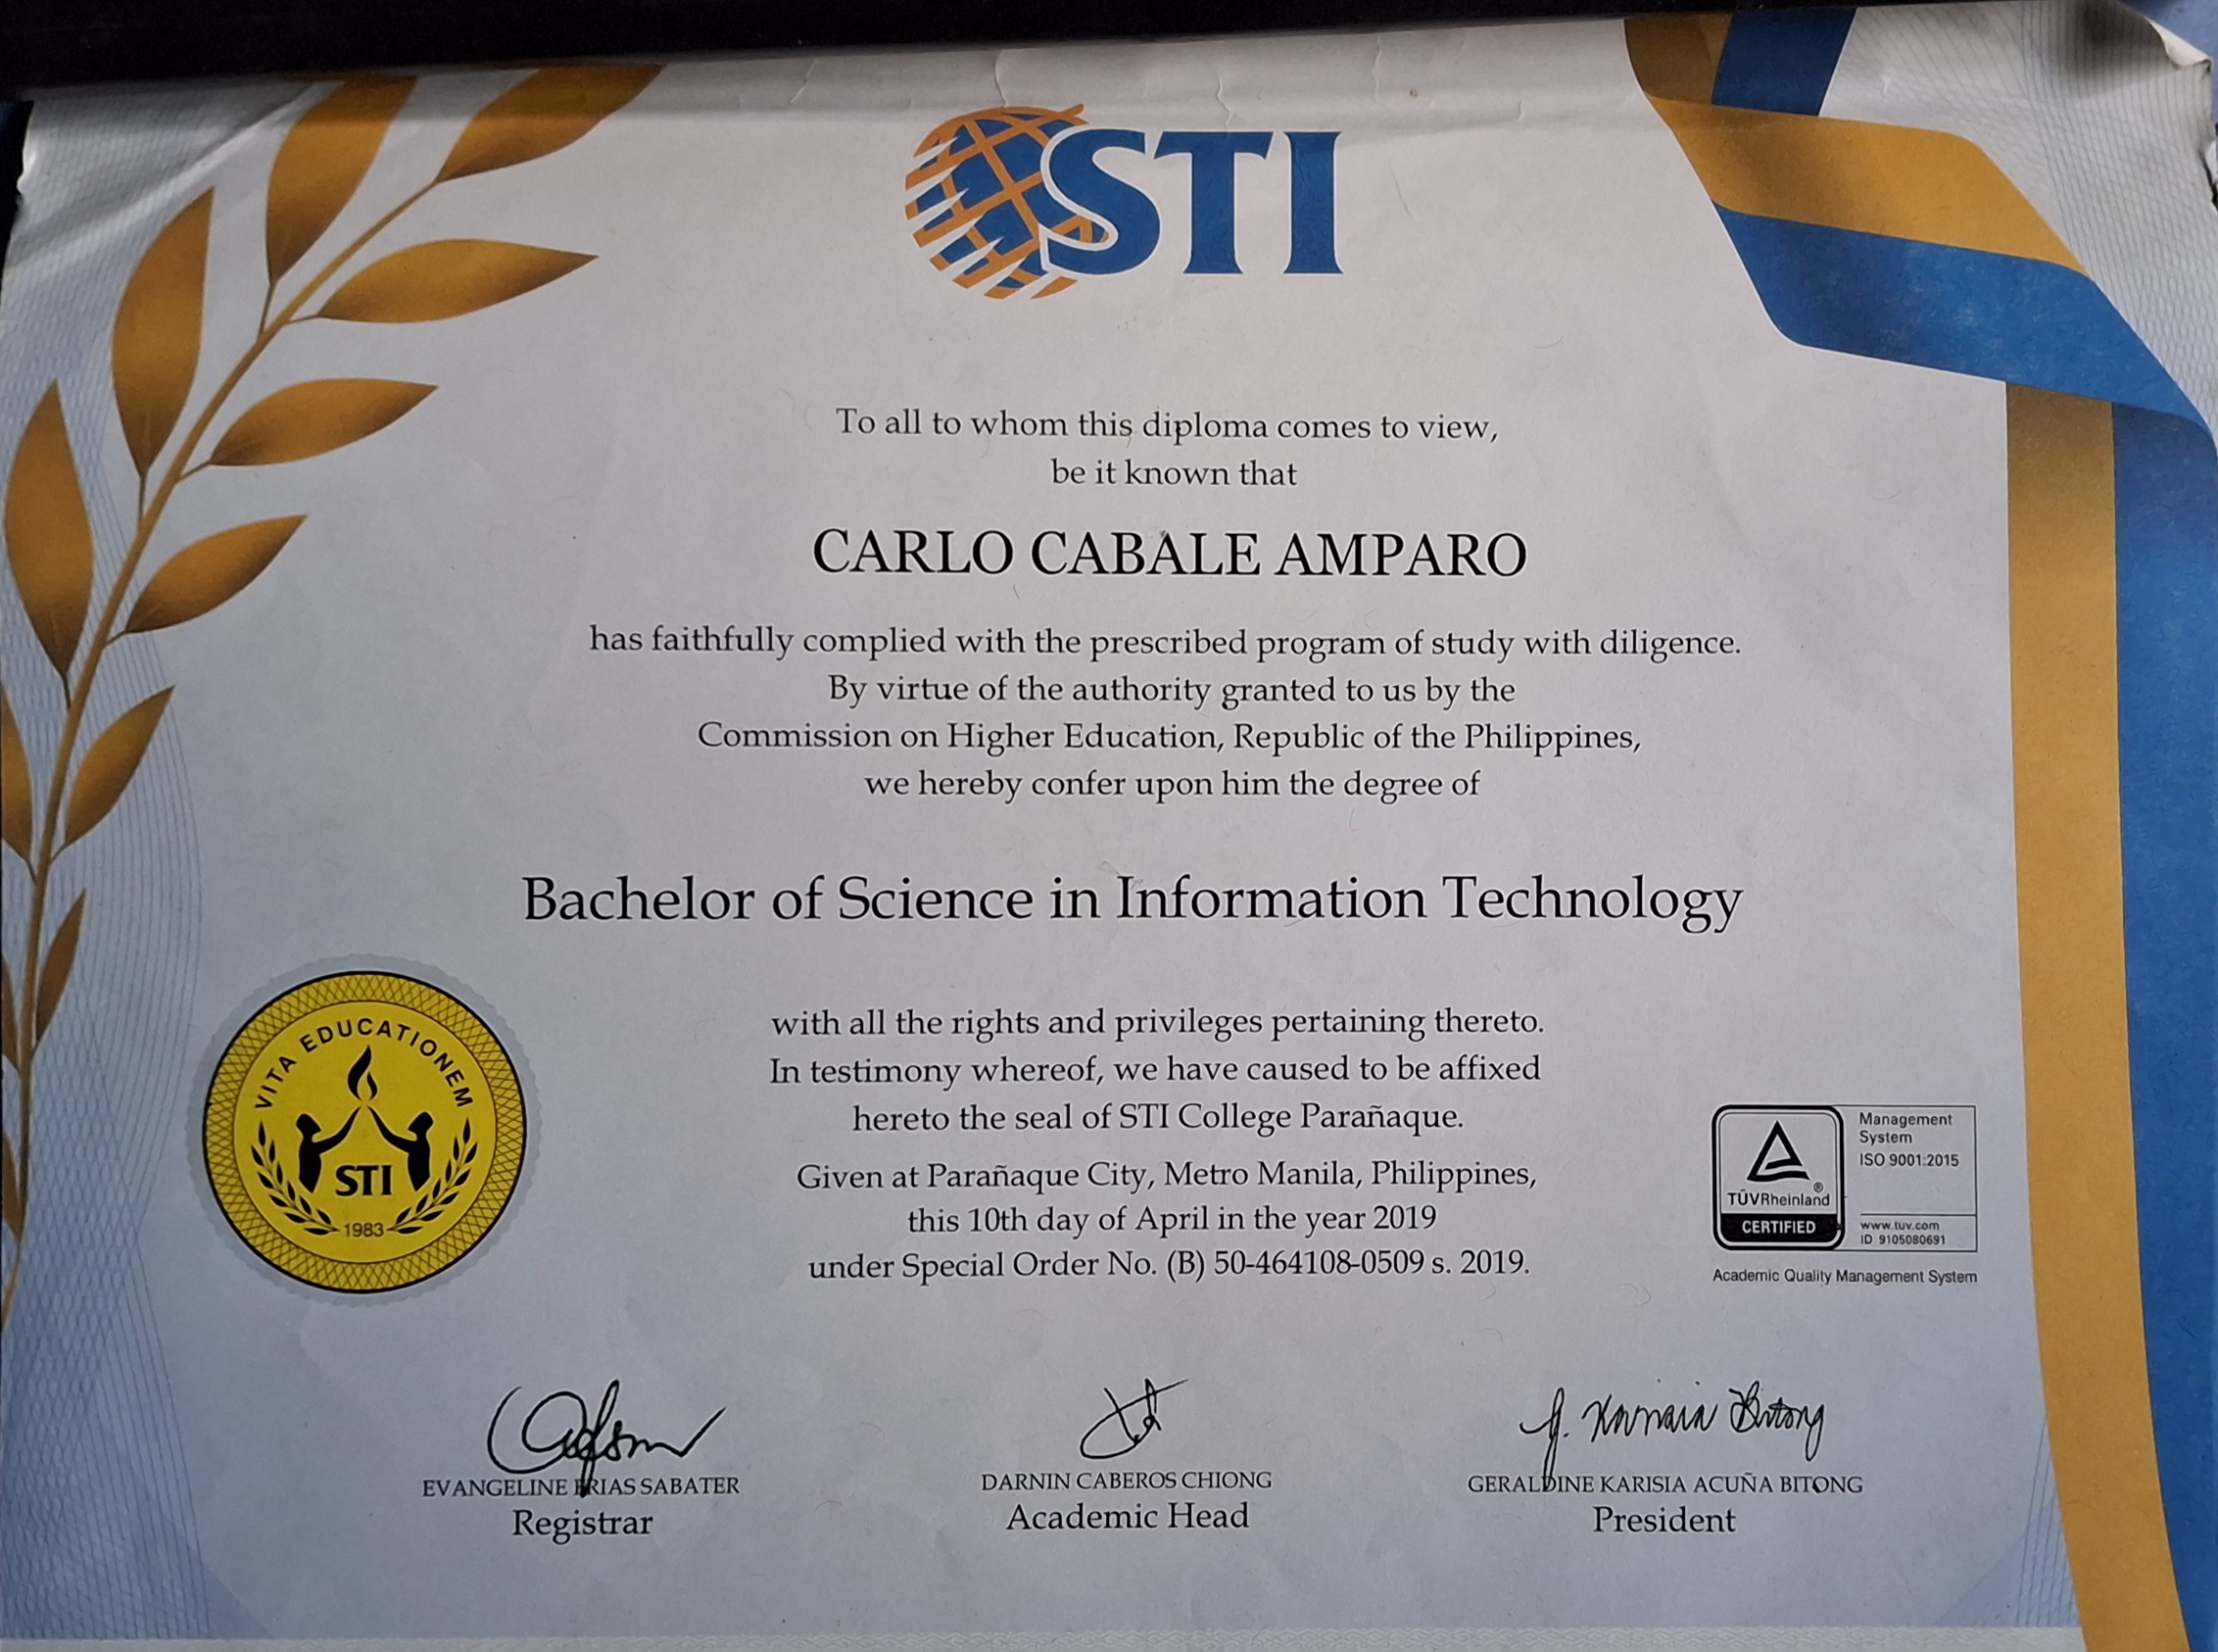 STI
To all to whom this diploma comes to view,
be it known that
CARLO CABALE AMPARO
has faithfully complied with the prescribed program of study with diligence.
By virtue of the authority granted to us by the
Commission on Higher Education, Republic of the Philippines,
we hereby confer upon him the degree of
Bachelor of Science in Information Technology
with all the rights and privileges pertaining thereto.
In testimony whereof, we have caused to be affixed
hereto the seal of STI College Parañaque.
Given at Parañaque City, Metro Manila, Philippines,
this 10th day of April in the year 2019
under Special Order No. (B) 50-464108-0509 s. 2019.
VITA EDUCATIONEM
STI
1983
TÜVRheinland®
CERTIFIED
Management
System
ISO 9001:2015
www.tuv.com
ID 9105080691
Academic Quality Management System
EVANGELINE FRIAS SABATER
Registrar
DARNIN CABEROS CHIONG
Academic Head
G. Karisia Bitong
GERALDINE KARISIA ACUÑA BITONG
President